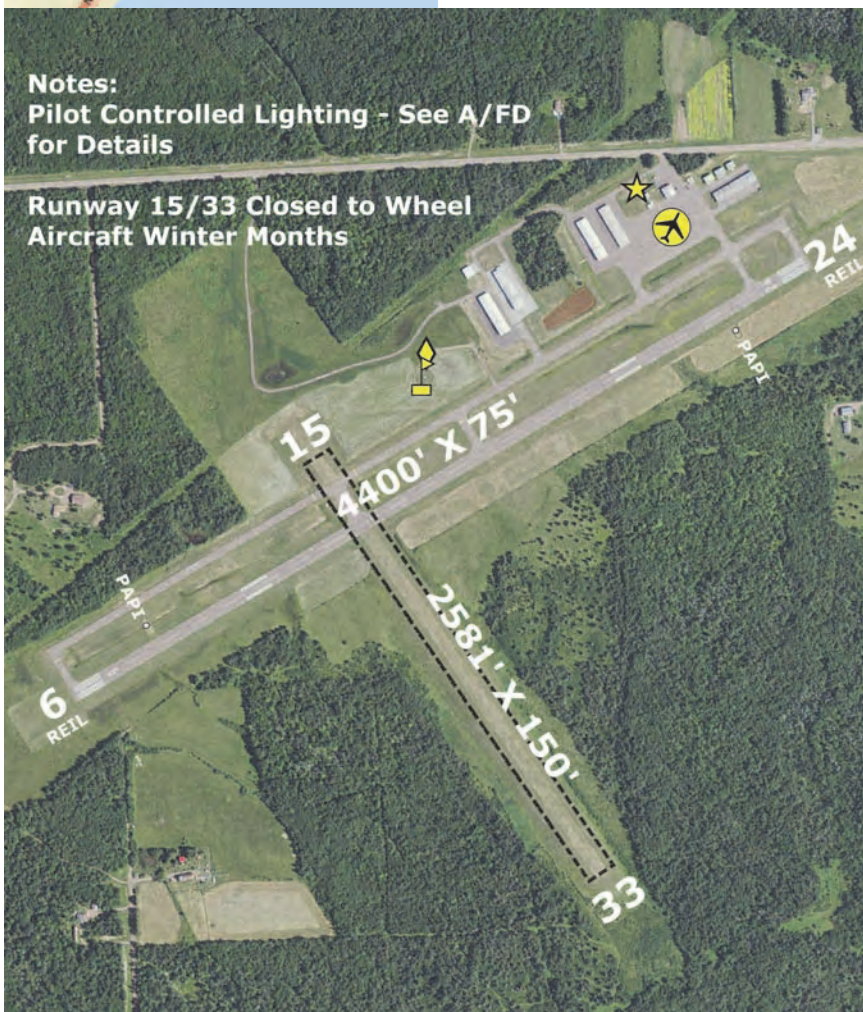 Notes:
Pilot Controlled Lighting - See A/FD
for Details
Runway 15/33 Closed to Wheel
Aircraft Winter Months
24
REIL
PAPI
15
4400' X 75'
PAPI
2581' X 150'
6
REIL
33